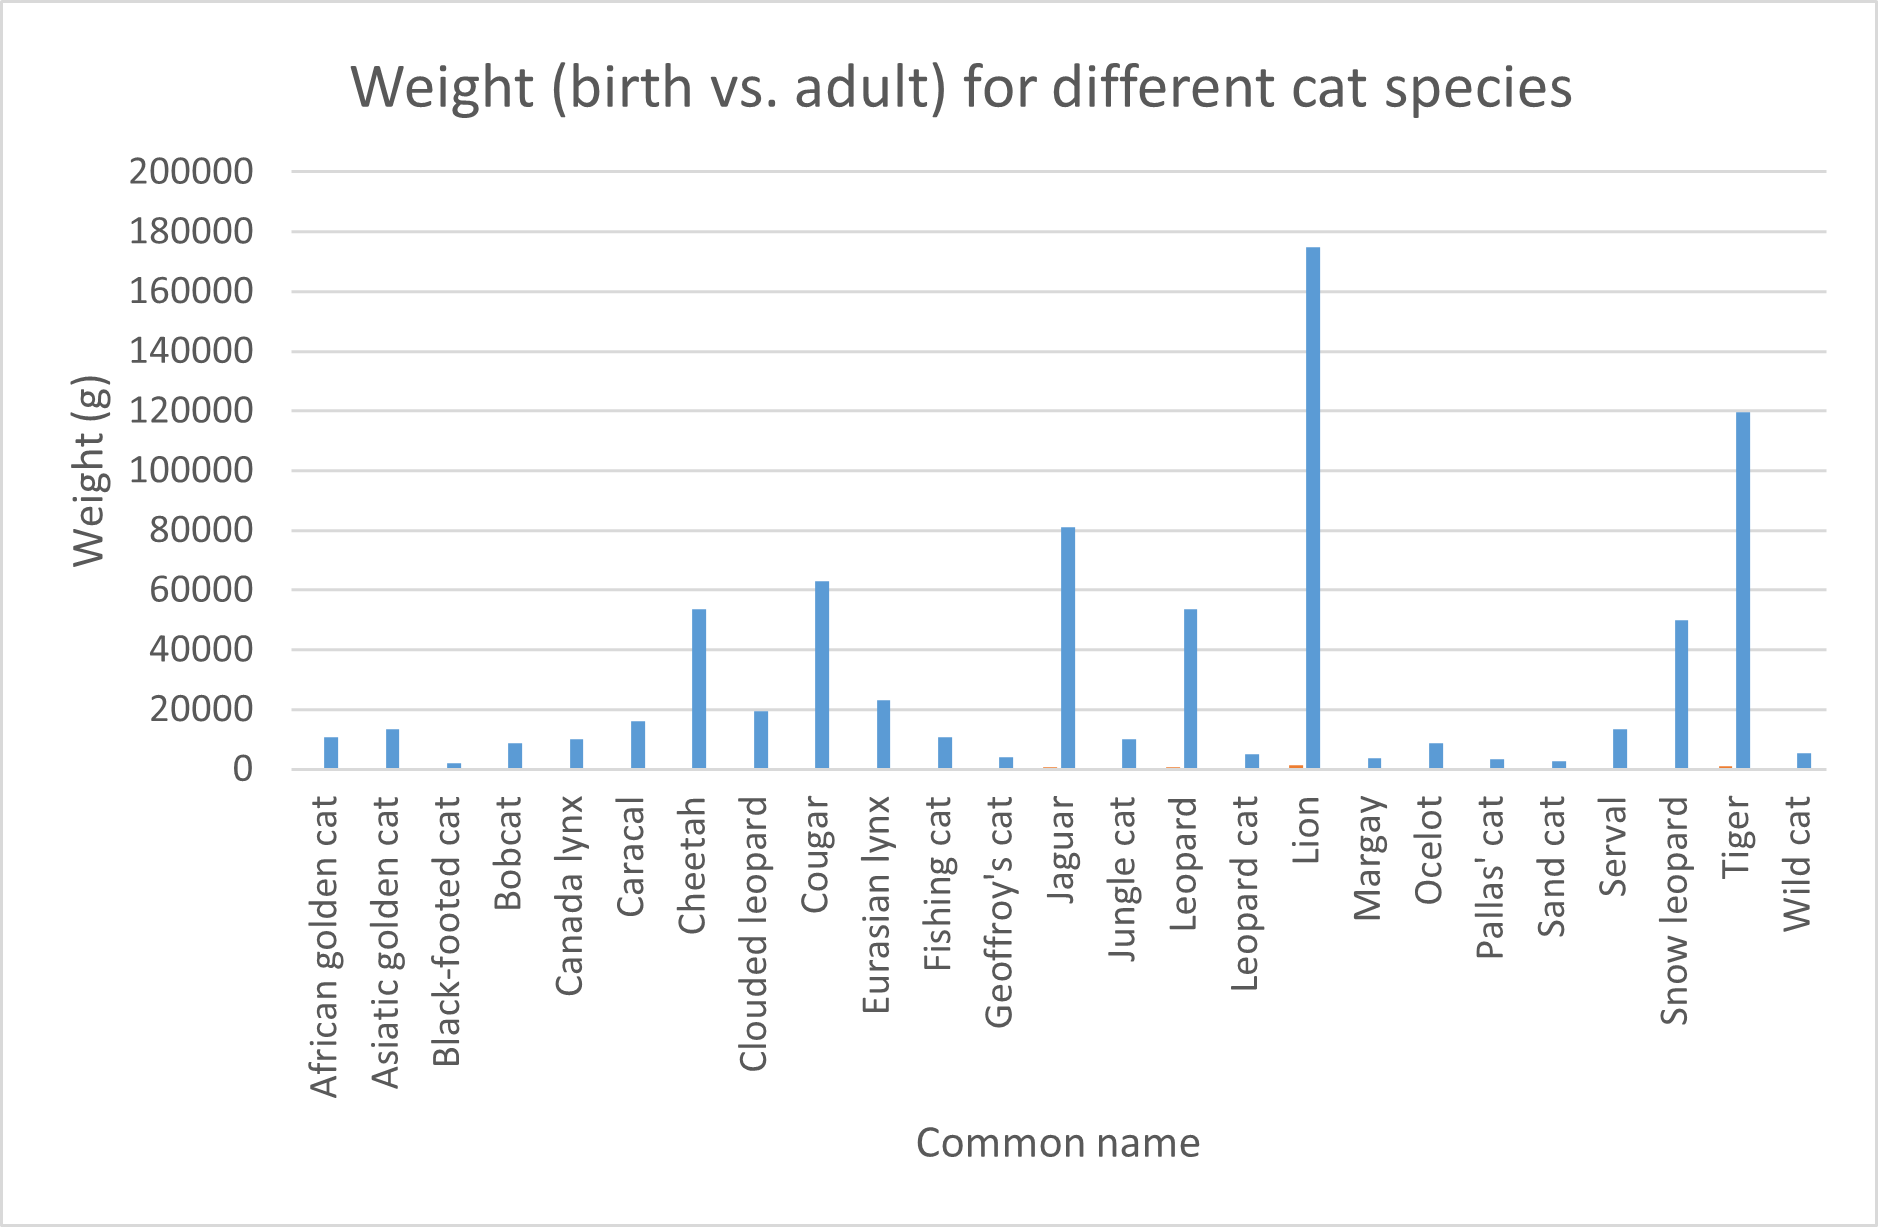 Weight (birth vs. adult) for different cat species
200000
180000
160000
140000
120000
100000
80000
60000
40000
20000
0
Weight (g)
African golden cat
Asiatic golden cat
Black-footed cat
Bobcat
Canada lynx
Caracal
Cheetah
Clouded leopard
Cougar
Eurasian lynx
Fishing cat
Geoffroy's cat
Jaguar
Jungle cat
Leopard
Leopard cat
Lion
Margay
Ocelot
Pallas' cat
Sand cat
Serval
Snow leopard
Tiger
Wild cat
Common name